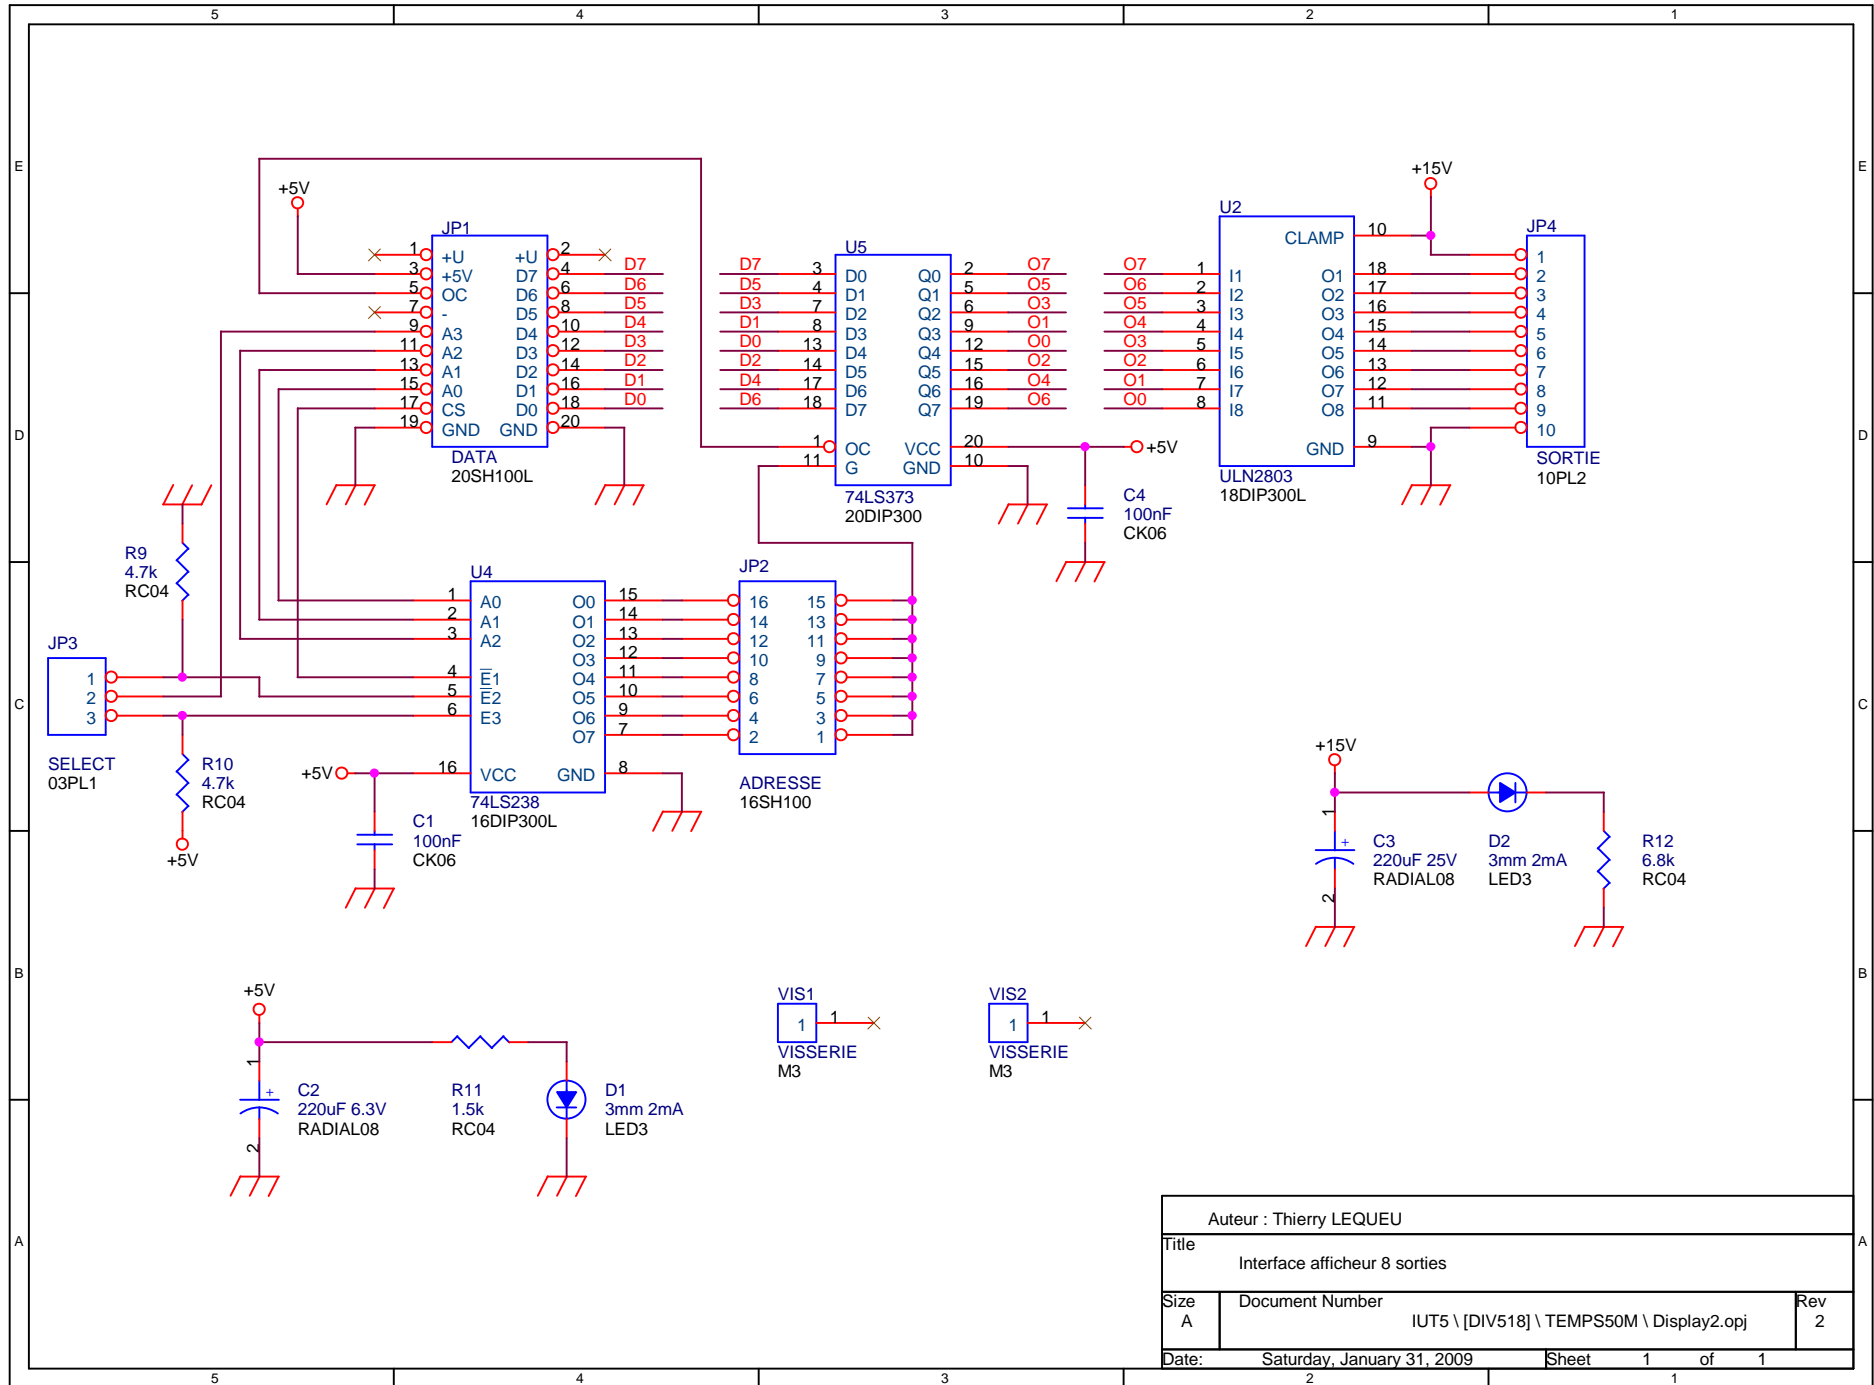 5 4 3 2 1
E E
D D
C C
B B
A A
5 4 3 2 1
+5V
JP1
1 +U +U 2
3 +5V D7 4 D7
5 OC D6 6 D6
7 - D5 8 D5
9 A3 D4 10 D4
11 A2 D3 12 D3
13 A1 D2 14 D2
15 A0 D1 16 D1
17 CS D0 18 D0
19 GND GND 20
DATA
20SH100L
U5
D7 3 D0 Q0 2 O7
D5 4 D1 Q1 5 O5
D3 7 D2 Q2 6 O3
D1 8 D3 Q3 9 O1
D0 13 D4 Q4 12 O0
D2 14 D5 Q5 15 O2
D4 17 D6 Q6 16 O4
D6 18 D7 Q7 19 O6
1 OC VCC 20 +5V
11 G GND 10
74LS373
20DIP300
C4
100nF
CK06
U2
CLAMP 10
+15V
O7 1 I1 O1 18
O6 2 I2 O2 17
O5 3 I3 O3 16
O4 4 I4 O4 15
O3 5 I5 O5 14
O2 6 I6 O6 13
O1 7 I7 O7 12
O0 8 I8 O8 11
GND 9
ULN2803
18DIP300L
JP4
1
2
3
4
5
6
7
8
9
10
SORTIE
10PL2
R9
4.7k
RC04
JP3
1
2
3
SELECT
03PL1
R10
4.7k
RC04
+5V
U4
1 A0 O0 15
2 A1 O1 14
3 A2 O2 13
O3 12
4 E1 O4 11
5 E2 O5 10
6 E3 O6 9
O7 7
+5V 16 VCC GND 8
74LS238
16DIP300L
C1
100nF
CK06
JP2
16 15
14 13
12 11
10 9
8 7
6 5
4 3
2 1
ADRESSE
16SH100
+15V
1
+
2
C3
220uF 25V
RADIAL08
D2
3mm 2mA
LED3
R12
6.8k
RC04
+5V
1
+
2
C2
220uF 6.3V
RADIAL08
R11
1.5k
RC04
D1
3mm 2mA
LED3
VIS1
1 1
VISSERIE
M3
VIS2
1 1
VISSERIE
M3
Auteur : Thierry LEQUEU
Title
Interface afficheur 8 sorties
Size Document Number Rev
A IUT5 \ [DIV518] \ TEMPS50M \ Display2.opj 2
Date: Saturday, January 31, 2009 Sheet 1 of 1